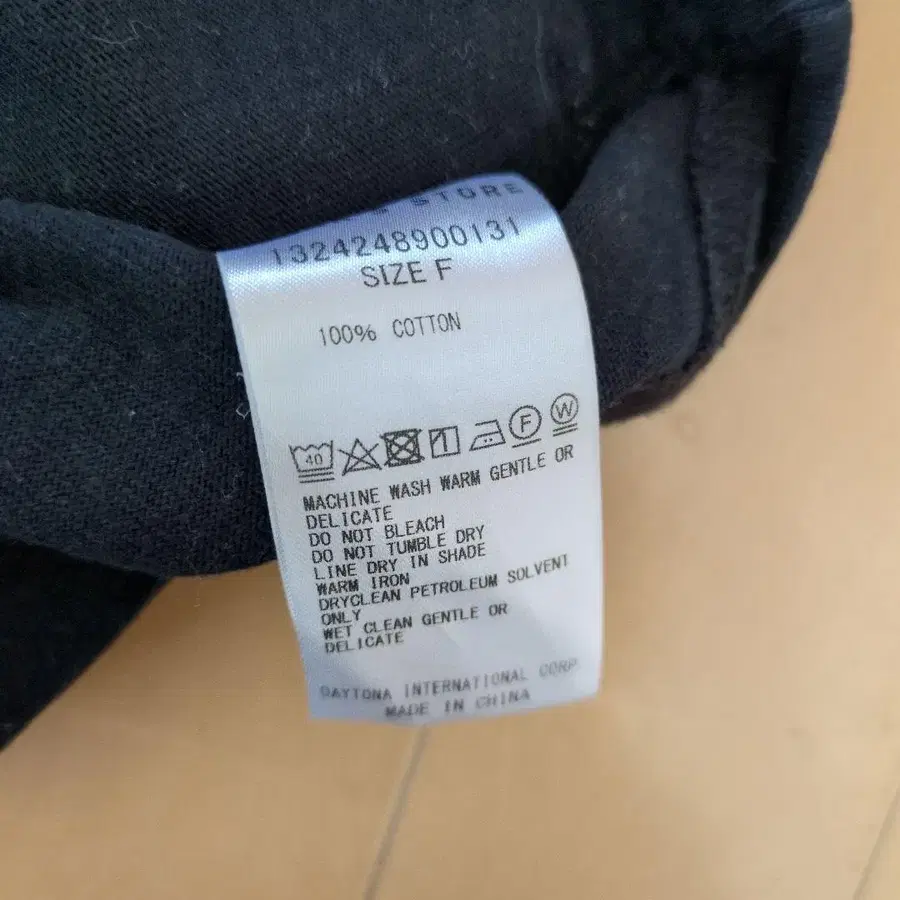 STORE
1324248900131
SIZE F
100% COTTON
40 F W
MACHINE WASH WARM GENTLE OR
DELICATE
DO NOT BLEACH
DO NOT TUMBLE DRY
LINE DRY IN SHADE
WARM IRON
DRYCLEAN PETROLEUM SOLVENT
ONLY
WET CLEAN GENTLE OR
DELICATE
DAYTONA INTERNATIONAL CORP
MADE IN CHINA